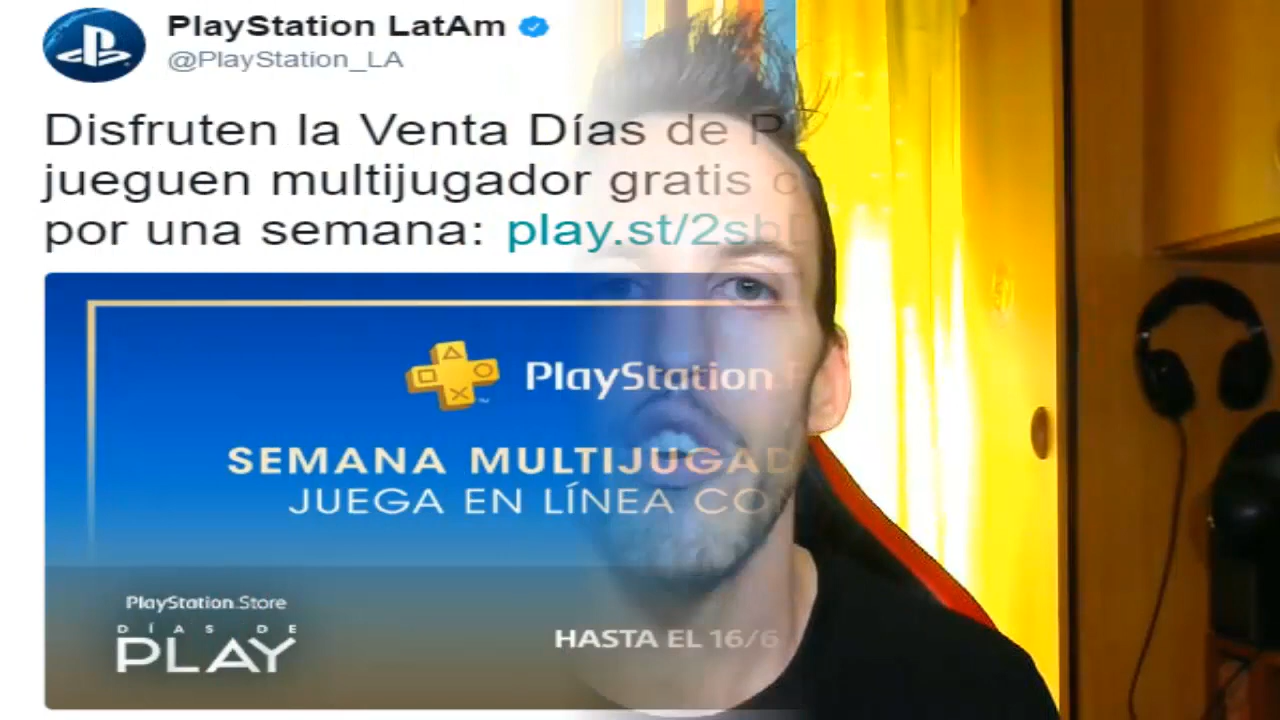 PlayStation LatAm
@PlayStation_LA
Disfruten la Venta Días de
jueguen multijugador gratis
por una semana: play.st/2sb
PlayStation
SEMANA MULTIJUGAD
JUEGA EN LÍNEA CON
PlayStation Store
DÍAS DE
PLAY
HASTA EL 16/6